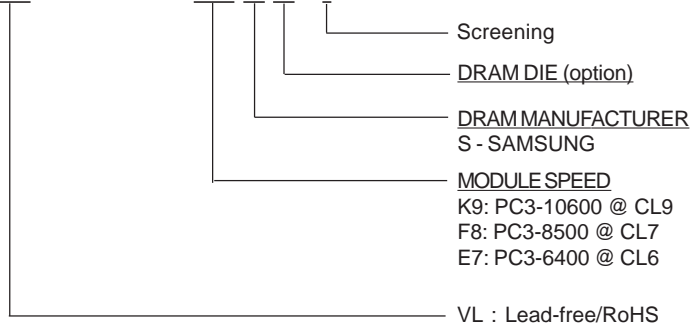 Screening
DRAM DIE (option)
DRAM MANUFACTURER
S - SAMSUNG
MODULE SPEED
K9: PC3-10600 @ CL9
F8: PC3-8500 @ CL7
E7: PC3-6400 @ CL6
VL : Lead-free/RoHS